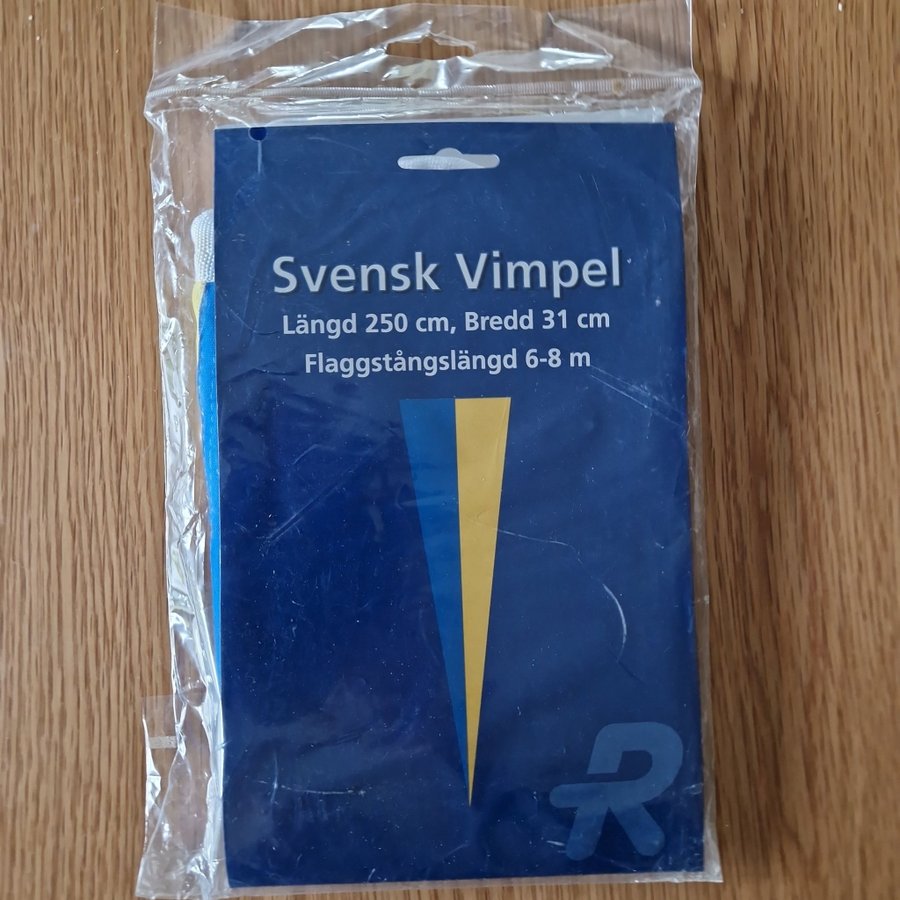 Svensk Vimpel
Längd 250 cm, Bredd 31 cm
Flaggstångslängd 6-8 m
R